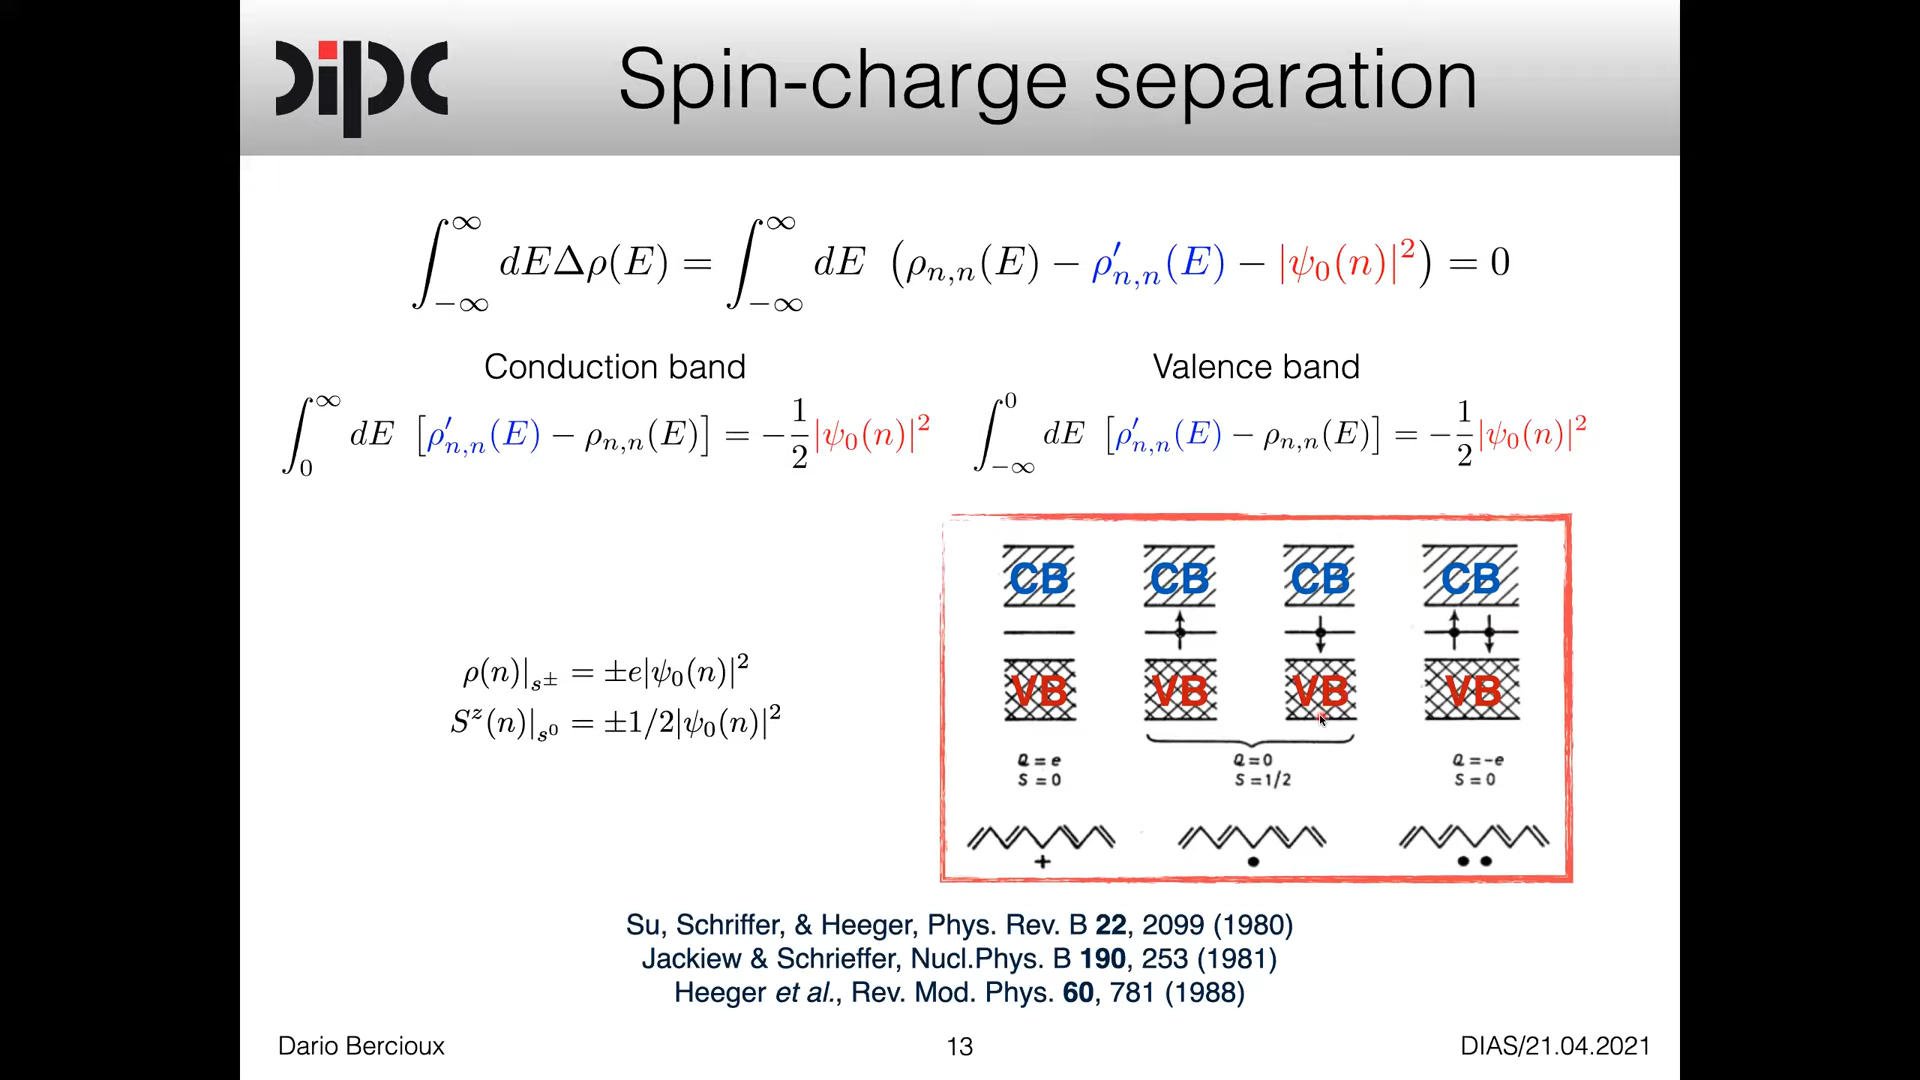 dipc
Spin-charge separation
∫_{-∞}^{∞} dEΔρ(E) = ∫_{-∞}^{∞} dE (ρ_{n,n}(E) − ρ′_{n,n}(E) − |ψ_0(n)|^2) = 0
Conduction band
∫_0^∞ dE [ρ′_{n,n}(E) − ρ_{n,n}(E)] = −1/2|ψ_0(n)|^2
Valence band
∫_{-∞}^0 dE [ρ′_{n,n}(E) − ρ_{n,n}(E)] = −1/2|ψ_0(n)|^2
ρ(n)|_{s^±} = ±e|ψ_0(n)|^2
S^z(n)|_{s^0} = ±1/2|ψ_0(n)|^2
CB CB CB CB
VB VB VB VB
Q = e Q=0 Q=-e
S = 0 S=1/2 S=0
+
Su, Schriffer, & Heeger, Phys. Rev. B 22, 2099 (1980)
Jackiew & Schrieffer, Nucl.Phys. B 190, 253 (1981)
Heeger et al., Rev. Mod. Phys. 60, 781 (1988)
Dario Bercioux 13 DIAS/21.04.2021